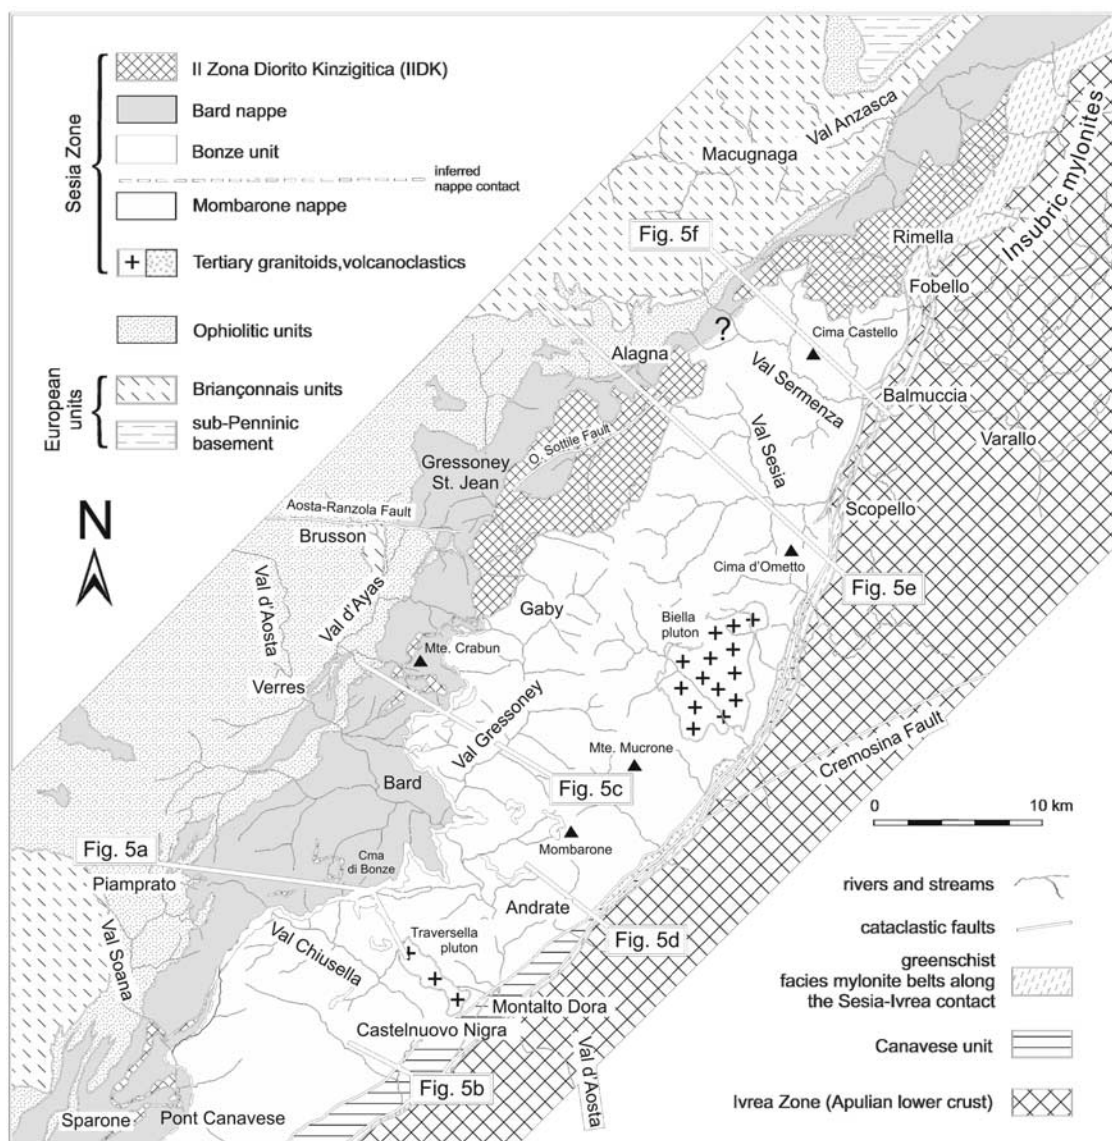 II Zona Diorito Kinzigitica (IIDK)
Bard nappe
Bonze unit
inferred
nappe contact
Mombarone nappe
Tertiary granitoids,volcanoclastics
Sesia Zone
Ophiolitic units
Briançonnais units
sub-Penninic
basement
European
units
N
Val Anzasca
Macugnaga
Insubric mylonites
Fig. 5f
Rimella
Fobello
?
Cima Castello
Alagna
Val Sermenza
Balmuccia
Val Sesia
Varallo
O. Sottile Fault
Gressoney
St. Jean
Aosta-Ranzola Fault
Scopello
Brusson
Cima d'Ometto
Val d'Aosta
Val d'Ayas
Fig. 5e
Gaby
Biella
pluton
Mte. Crabun
Verres
Val Gressoney
Mte. Mucrone
Cremosina Fault
Bard
Fig. 5c
0 10 km
Mombarone
Fig. 5a
Cma
di Bonze
Piamprato
Andrate
Val Soana
Val Chiusella
Traversella
pluton
Fig. 5d
Montalto Dora
Castelnuovo Nigra
Val d'Aosta
Fig. 5b
Sparone
Pont Canavese
rivers and streams
cataclastic faults
greenschist
facies mylonite belts along
the Sesia-Ivrea contact
Canavese unit
Ivrea Zone (Apulian lower crust)